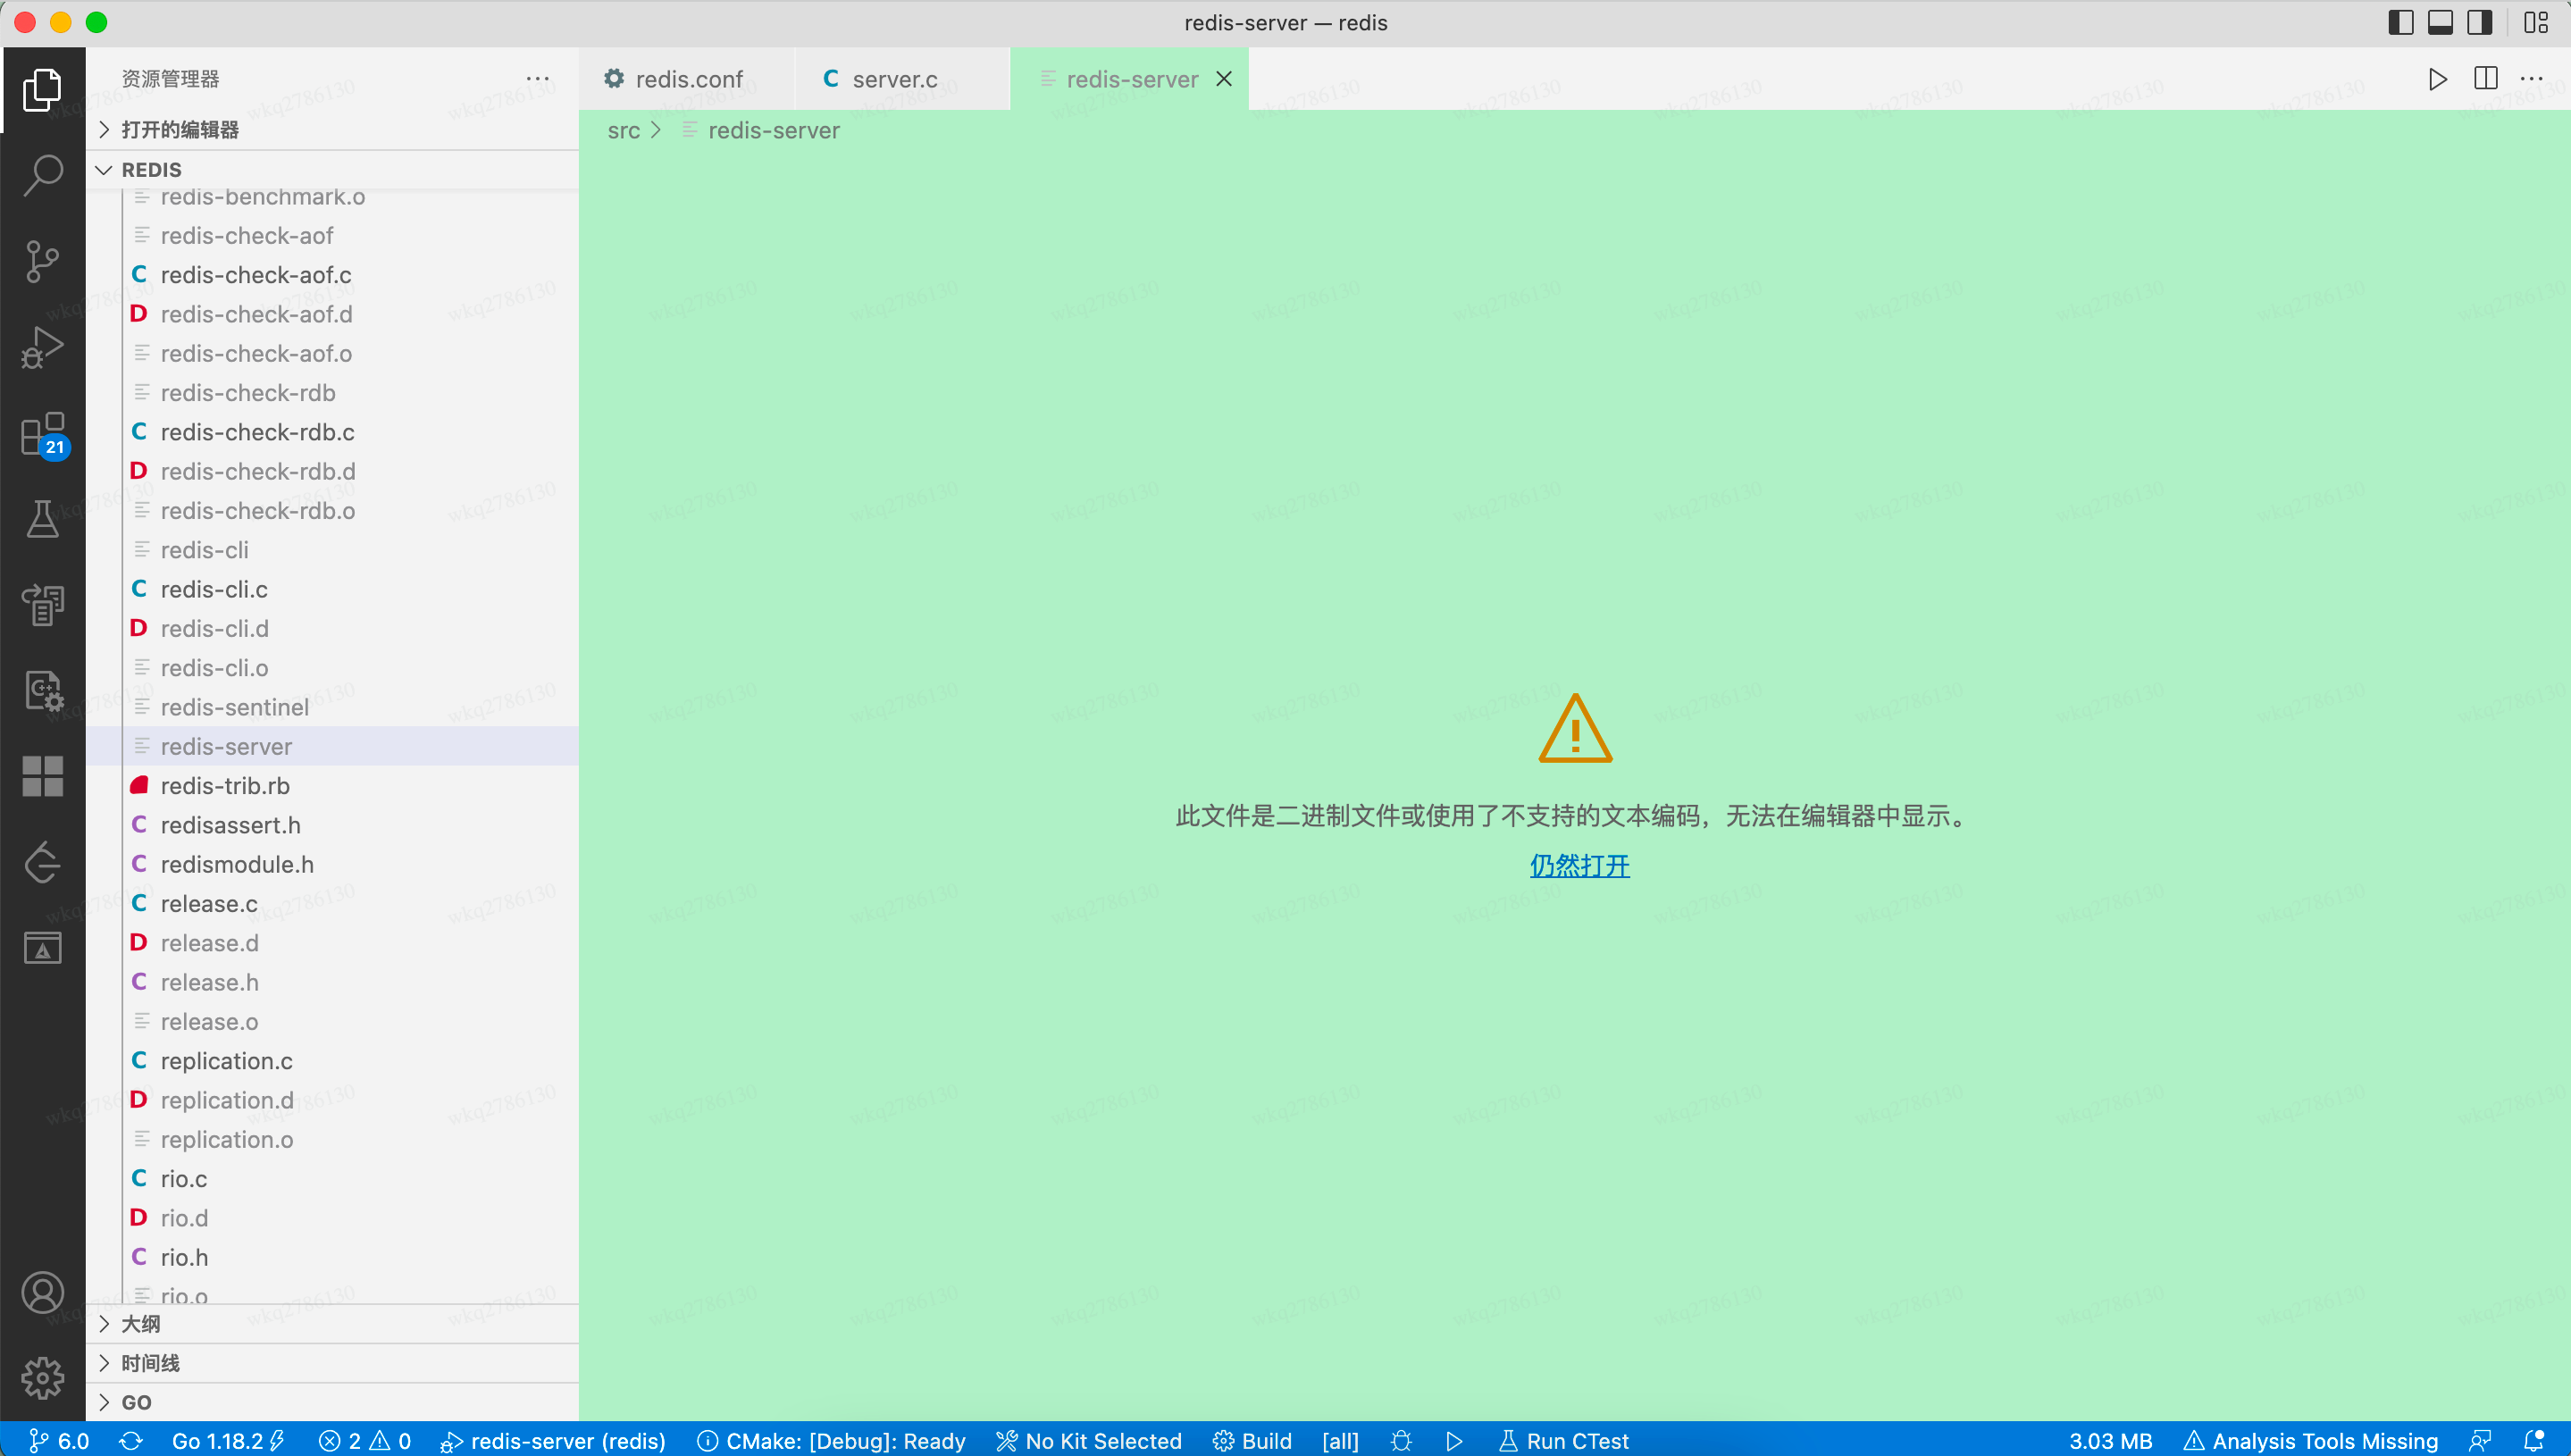 redis-server — redis
资源管理器
打开的编辑器
REDIS
redis-benchmark.o
redis-check-aof
redis-check-aof.c
redis-check-aof.d
redis-check-aof.o
redis-check-rdb
redis-check-rdb.c
redis-check-rdb.d
redis-check-rdb.o
redis-cli
redis-cli.c
redis-cli.d
redis-cli.o
redis-sentinel
redis-server
redis-trib.rb
redisassert.h
redismodule.h
release.c
release.d
release.h
release.o
replication.c
replication.d
replication.o
rio.c
rio.d
rio.h
rio.o
大纲
时间线
GO
21
redis.conf
server.c
redis-server
src > redis-server
此文件是二进制文件或使用了不支持的文本编码，无法在编辑器中显示。
仍然打开
wkq2786130
6.0 Go 1.18.2 2 0 redis-server (redis) CMake: [Debug]: Ready No Kit Selected Build [all] Run CTest 3.03 MB Analysis Tools Missing